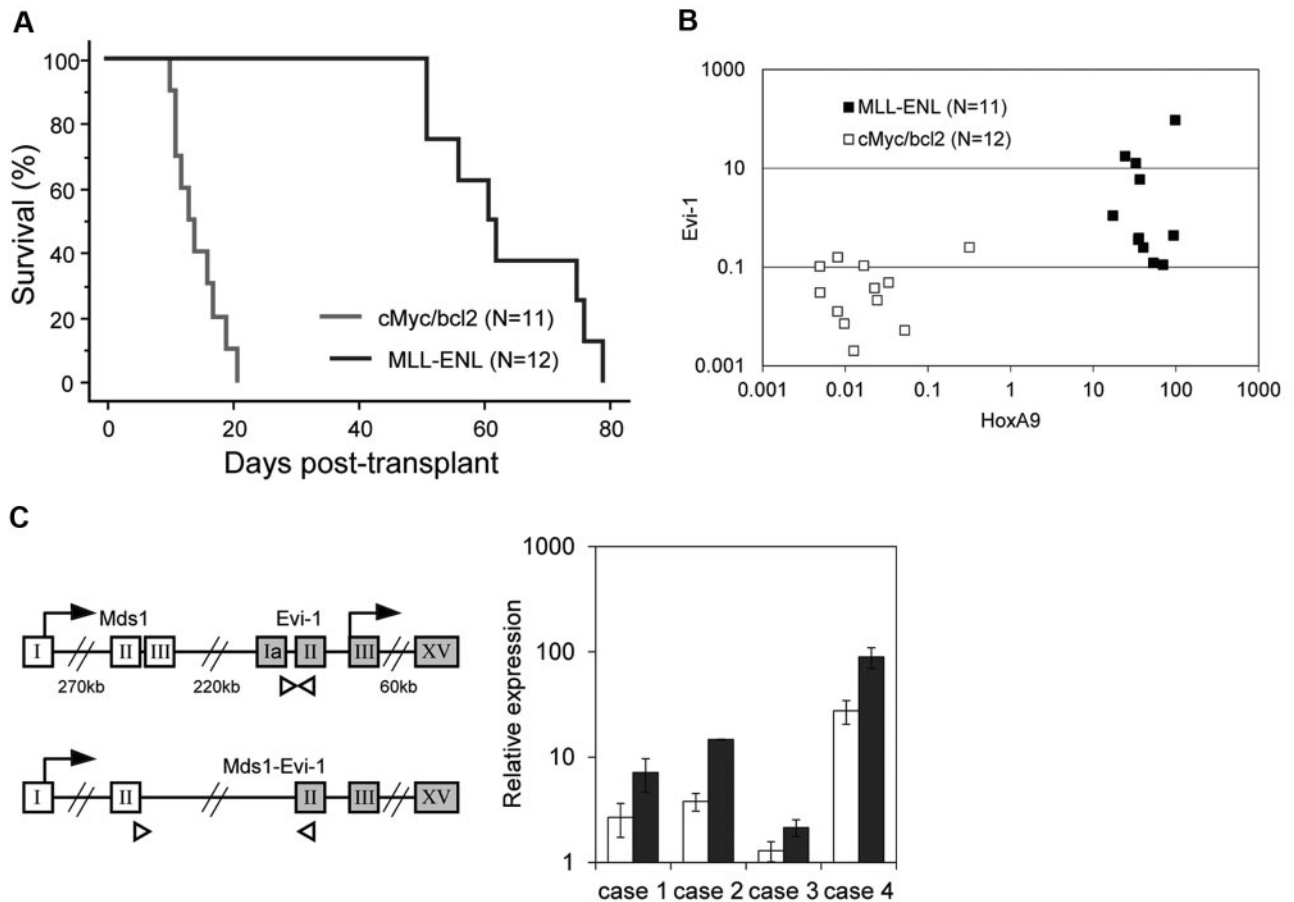 A
Survival (%)
100
80
60
40
20
0
cMyc/bcl2 (N=11)
MLL-ENL (N=12)
0 20 40 60 80
Days post-transplant
B
Evi-1
1000
10
0.1
0.001
MLL-ENL (N=11)
cMyc/bcl2 (N=12)
0.001 0.01 0.1 1 10 100 1000
HoxA9
C
Mds1 Evi-1
I II III Ia II III XV
270kb 220kb 60kb
Mds1-Evi-1
I II II III XV
Relative expression
1000
100
10
1
case 1 case 2 case 3 case 4